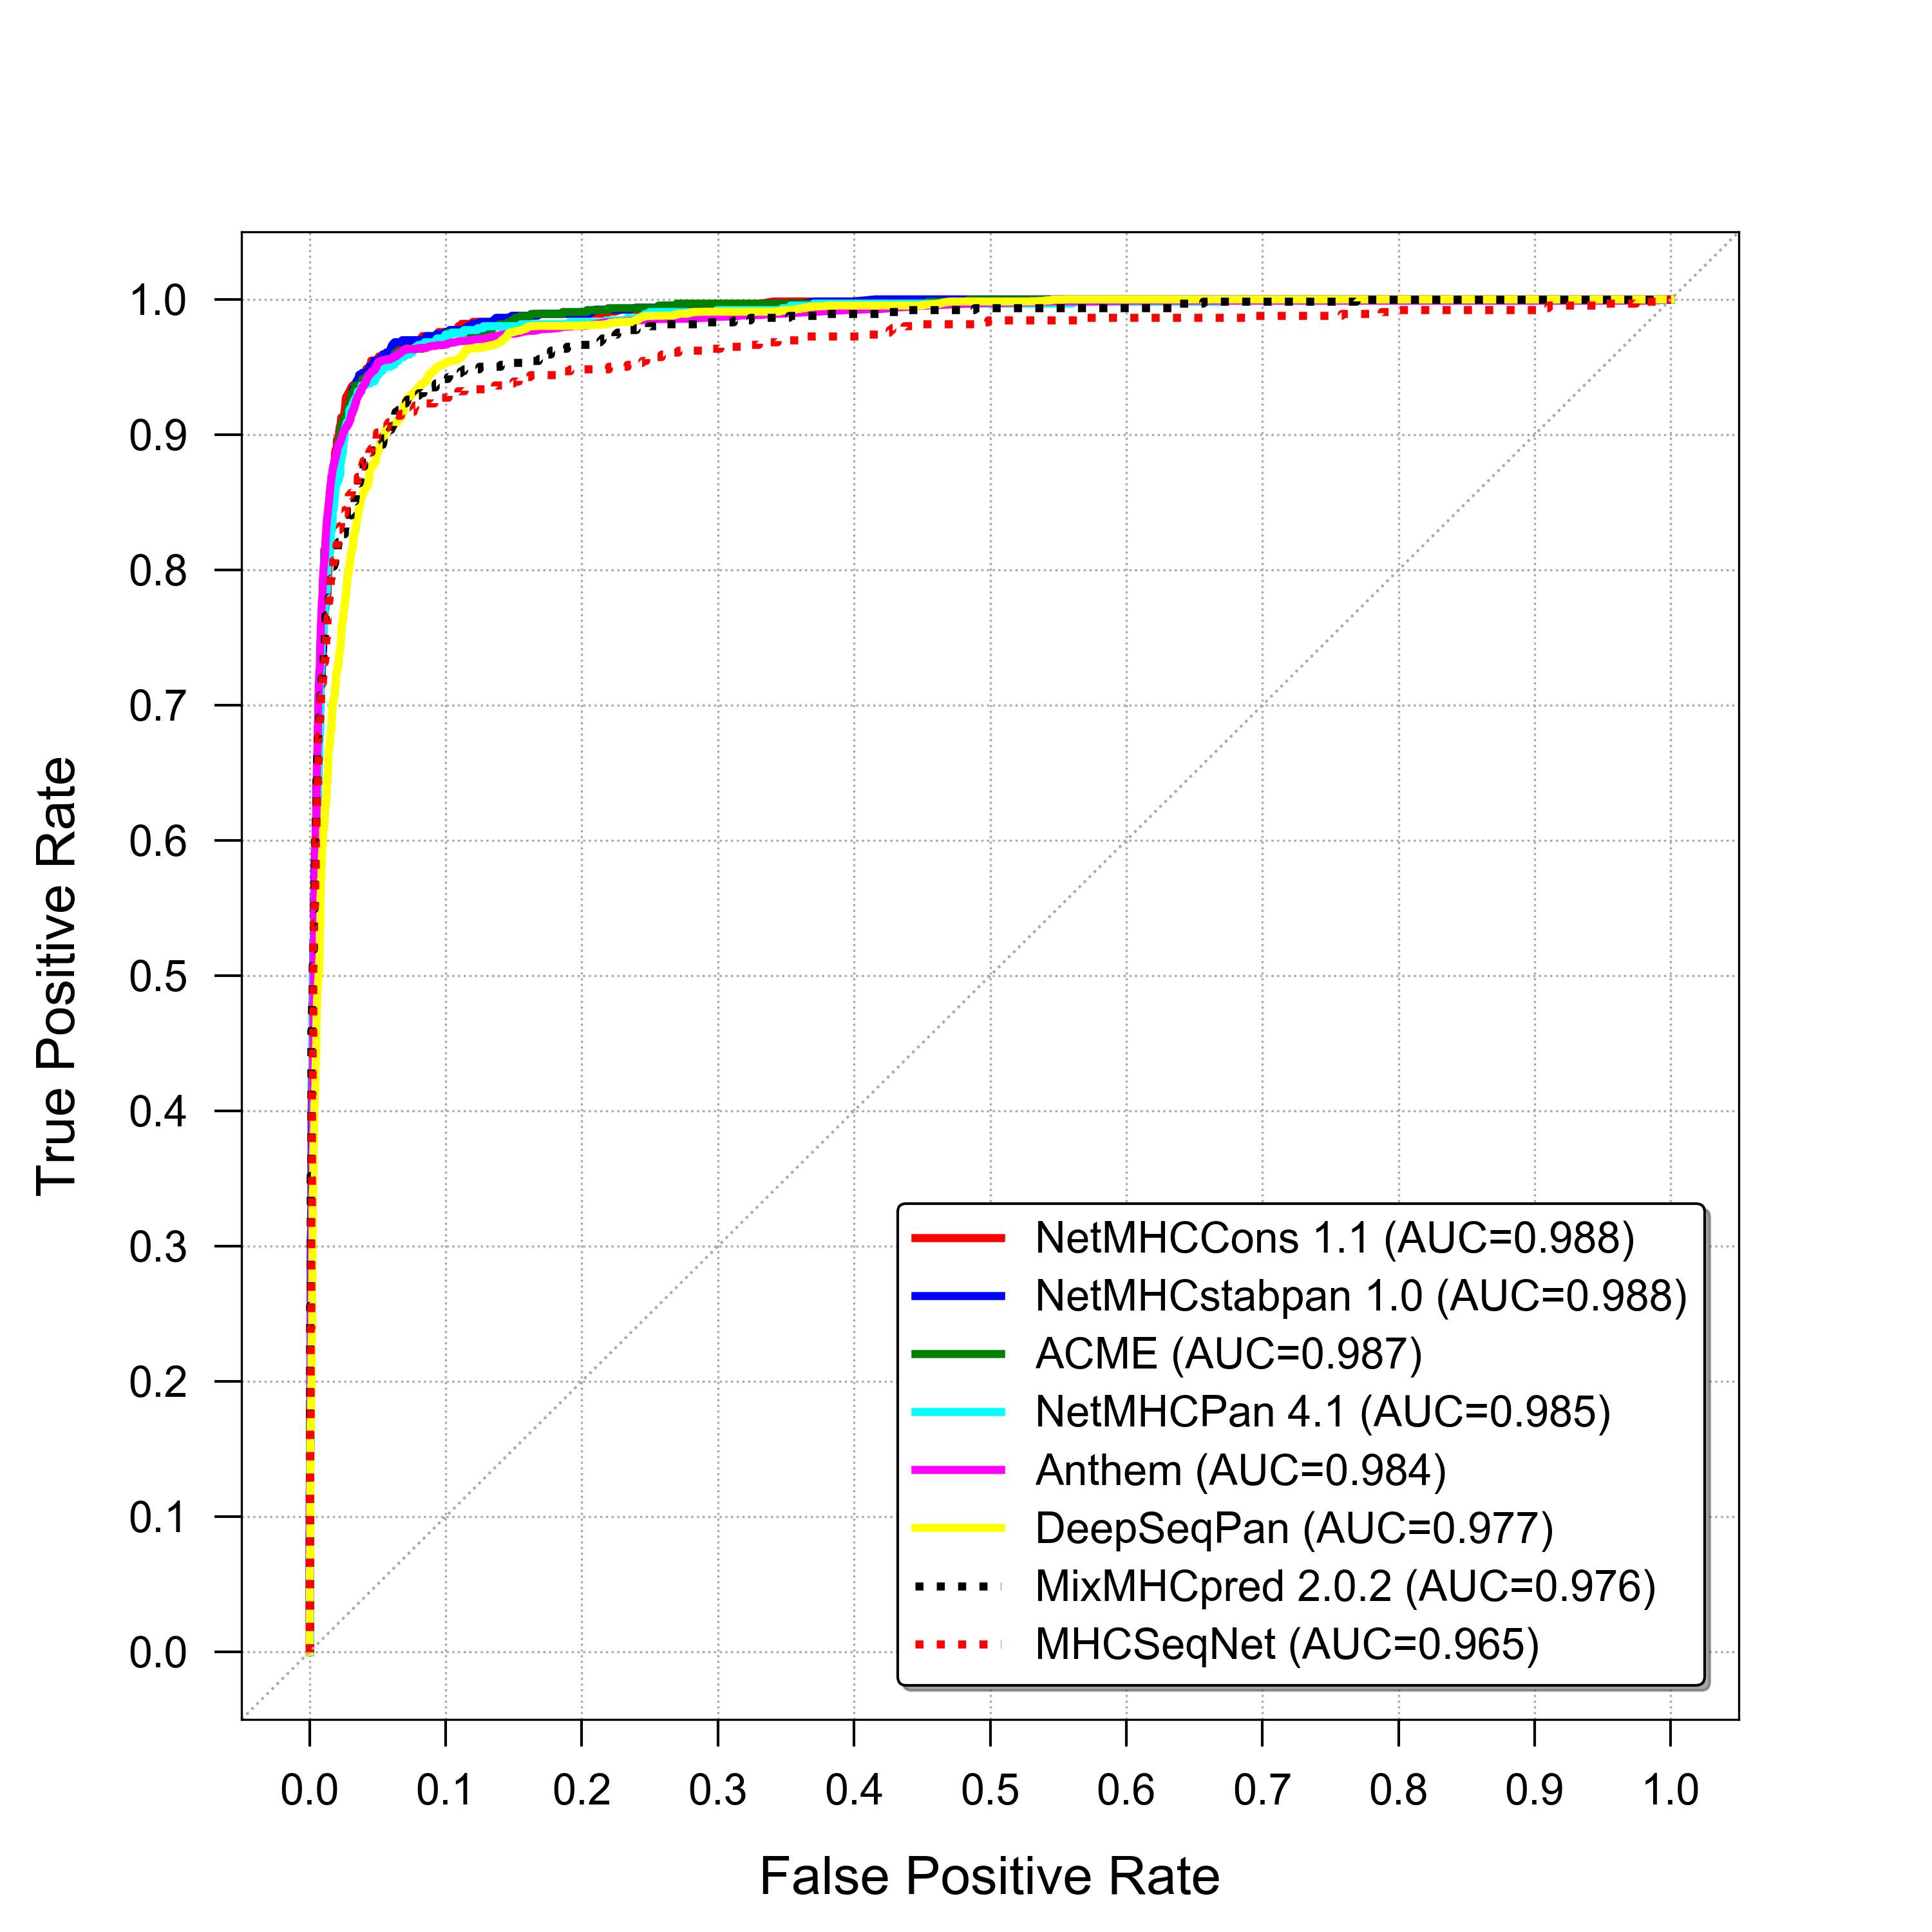 1.0
0.9
0.8
0.7
0.6
0.5
0.4
0.3
0.2
0.1
0.0
True Positive Rate
NetMHCCons 1.1 (AUC=0.988)
NetMHCstabpan 1.0 (AUC=0.988)
ACME (AUC=0.987)
NetMHCPan 4.1 (AUC=0.985)
Anthem (AUC=0.984)
DeepSeqPan (AUC=0.977)
MixMHCpred 2.0.2 (AUC=0.976)
MHCSeqNet (AUC=0.965)
0.0 0.1 0.2 0.3 0.4 0.5 0.6 0.7 0.8 0.9 1.0
False Positive Rate